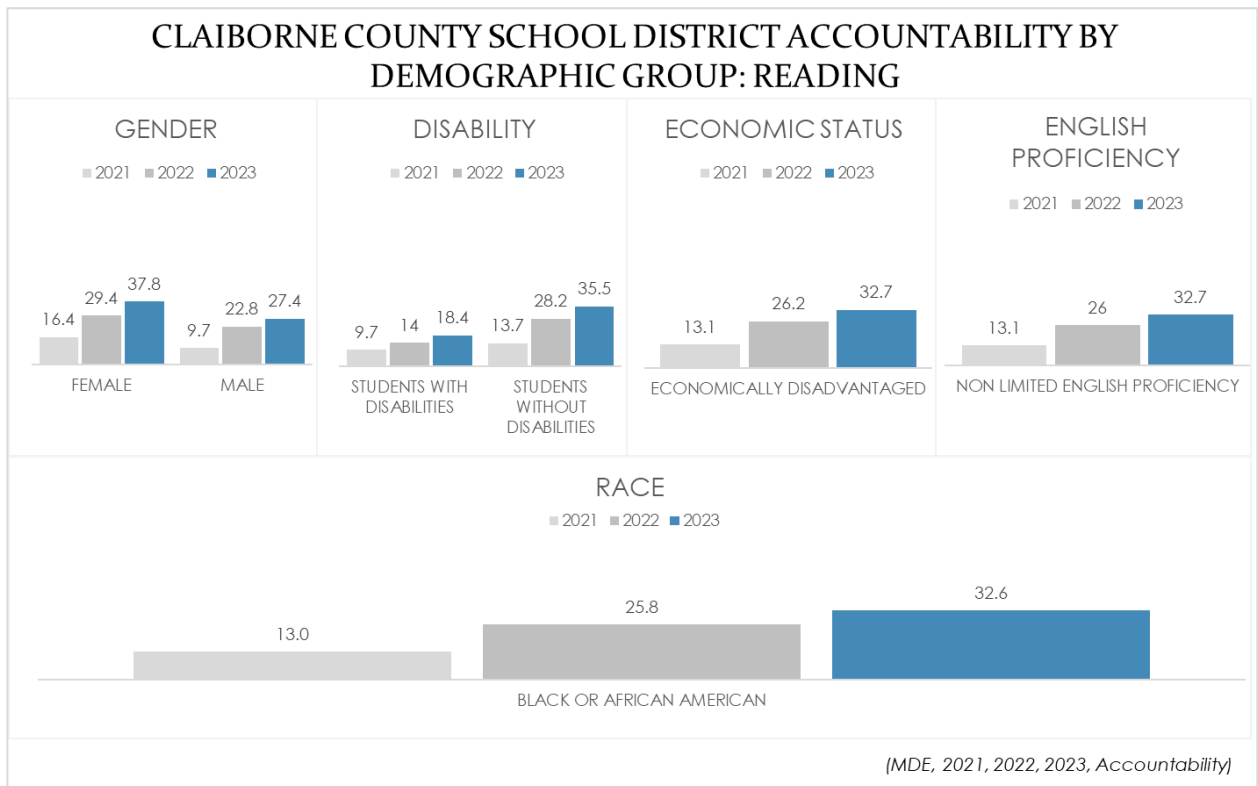 CLAIBORNE COUNTY SCHOOL DISTRICT ACCOUNTABILITY BY
DEMOGRAPHIC GROUP: READING
GENDER
2021 2022 2023
16.4 29.4 37.8 9.7 22.8 27.4
FEMALE MALE
DISABILITY
2021 2022 2023
9.7 14 18.4 13.7 28.2 35.5
STUDENTS WITH
DISABILITIES
STUDENTS
WITHOUT
DISABILITIES
ECONOMIC STATUS
2021 2022 2023
13.1 26.2 32.7
ECONOMICALLY DISADVANTAGED
ENGLISH
PROFICIENCY
2021 2022 2023
13.1 26 32.7
NON LIMITED ENGLISH PROFICIENCY
RACE
2021 2022 2023
13.0 25.8 32.6
BLACK OR AFRICAN AMERICAN
(MDE, 2021, 2022, 2023, Accountability)